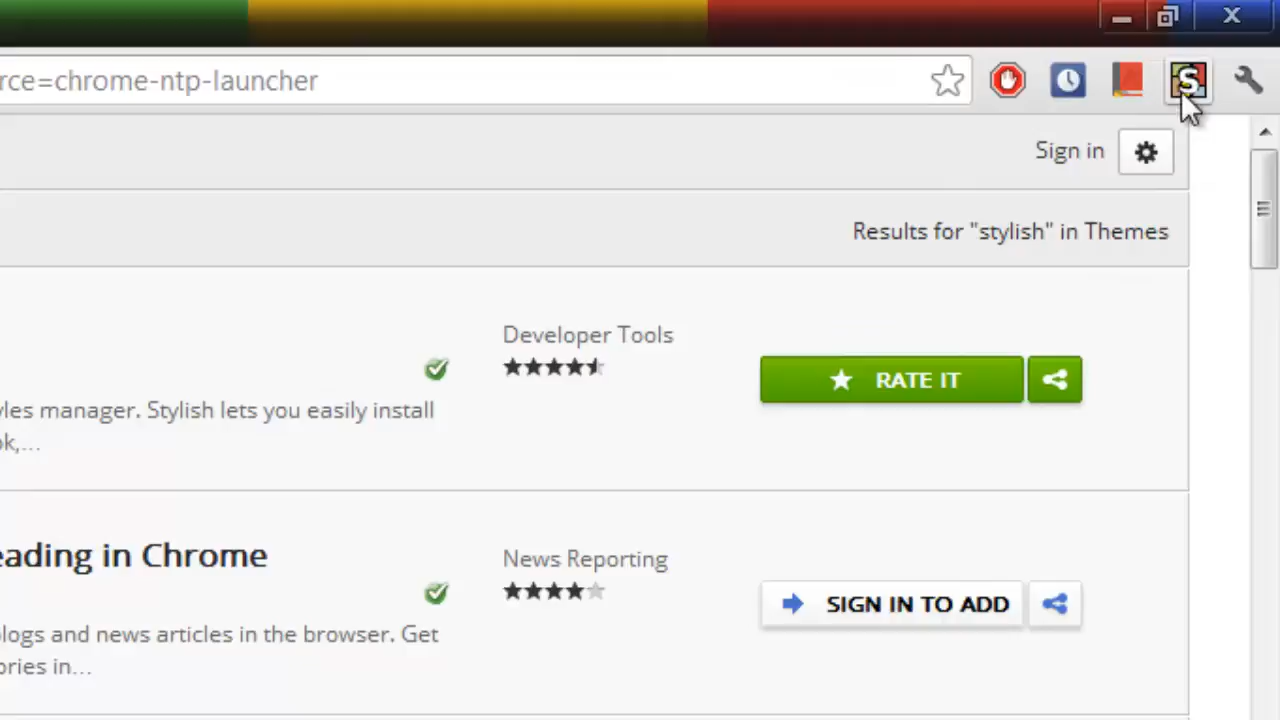 rce=chrome-ntp-launcher
S
Sign in
Results for "stylish" in Themes
Developer Tools
RATE IT
yles manager. Stylish lets you easily install
ok,...
eading in Chrome
News Reporting
SIGN IN TO ADD
blogs and news articles in the browser. Get
ories in...